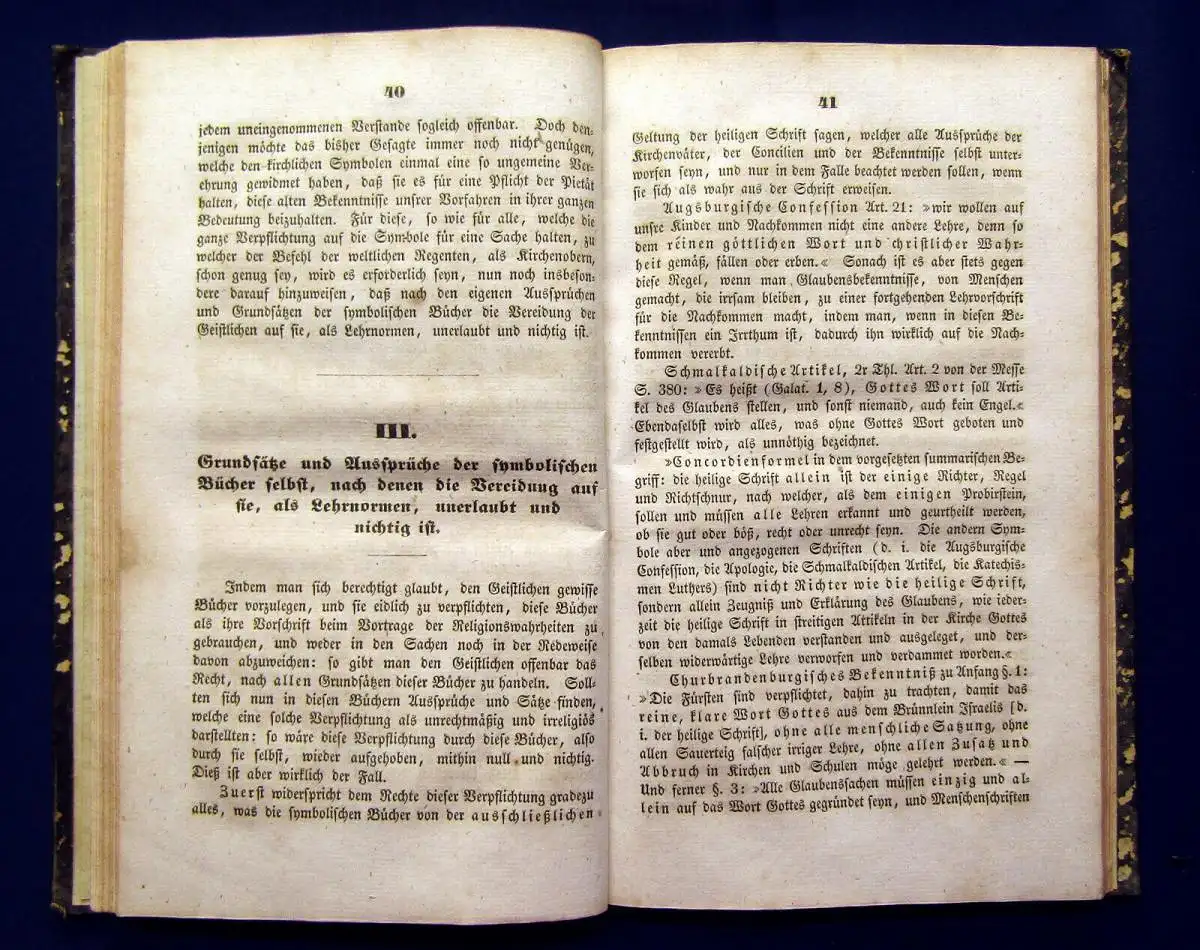 40
jedem uneingenommenen Verstande sogleich offenbar. Doch den-
jenigen möchte das bisher Gesagte immer noch nicht genügen,
welche den kirchlichen Symbolen einmal eine so ungemeine Ver-
ehrung gewidmet haben, daß sie es für eine Pflicht der Pietät
halten, diese alten Bekenntnisse unsrer Vorfahren in ihrer ganzen
Bedeutung beizuhalten. Für diese, so wie für alle, welche die
ganze Verpflichtung auf die Symbole für eine Sache halten, zu
welcher der Befehl der weltlichen Regenten, als Kirchenobern,
schon genug sey, wird es erforderlich seyn, nun noch insbeson-
dere darauf hinzuweisen, daß nach den eigenen Aussprüchen
und Grundsätzen der symbolischen Bücher die Vereidung der
Geistlichen auf sie, als Lehrnormen, unerlaubt und nichtig ist.
III.
Grundsätze und Aussprüche der symbolischen
Bücher selbst, nach denen die Vereidung auf
sie, als Lehrnormen, unerlaubt und
nichtig ist.
Indem man sich berechtigt glaubt, den Geistlichen gewisse
Bücher vorzulegen, und sie eidlich zu verpflichten, diese Bücher
als ihre Vorschrift beim Vortrage der Religionswahrheiten zu
gebrauchen, und weder in den Sachen noch in der Redeweise
davon abzuweichen: so gibt man den Geistlichen offenbar das
Recht, nach allen Grundsätzen dieser Bücher zu handeln. Soll-
ten sich nun in diesen Büchern Aussprüche und Sätze finden,
welche eine solche Verpflichtung als unrechtmäßig und irreligiös
darstellten: so wäre diese Verpflichtung durch diese Bücher, also
durch sie selbst, wieder aufgehoben, mithin null und nichtig.
Dieß ist aber wirklich der Fall.
Zuerst widerspricht dem Rechte dieser Verpflichtung gradezu
alles, was die symbolischen Bücher von der ausschließlichen
41
Geltung der heiligen Schrift sagen, welcher alle Aussprüche der
Kirchenväter, der Concilien und der Bekenntnisse selbst unter-
worfen seyn, und nur in dem Falle beachtet werden sollen, wenn
sie sich als wahr aus der Schrift erweisen.
Augsburgische Confession Art. 21: »wir wollen auf
unsre Kinder und Nachkommen nicht eine andere Lehre, denn so
dem reinen göttlichen Wort und christlicher Wahr-
heit gemäß, fällen oder erben.« Sonach ist es aber stets gegen
diese Regel, wenn man Glaubensbekenntnisse, von Menschen
gemacht, die irrsam bleiben, zu einer fortgehenden Lehrvorschrift
für die Nachkommen macht, indem man, wenn in diesen Be-
kenntnissen ein Irrthum ist, dadurch ihn wirklich auf die Nach-
kommen vererbt.
Schmalkaldische Artikel, 2r Thl. Art. 2 von der Messe
S. 380: »Es heißt (Galat. 1, 8), Gottes Wort soll Arti-
kel des Glaubens stellen, und sonst niemand, auch kein Engel.«
Ebendaselbst wird alles, was ohne Gottes Wort geboten und
festgestellt wird, als unnöthig bezeichnet.
»Concordienformel in dem vorgesetzten summarischen Be-
griff: die heilige Schrift allein ist der einige Richter, Regel
und Richtschnur, nach welcher, als dem einigen Probirstein,
sollen und müssen alle Lehren erkannt und geurtheilt werden,
ob sie gut oder böß, recht oder unrecht seyn. Die andern Sym-
bole aber und angezogenen Schriften (d. i. die Augsburgische
Confession, die Apologie, die Schmalkaldischen Artikel, die Katechis-
men Luthers) sind nicht Richter wie die heilige Schrift,
sondern allein Zeugniß und Erklärung des Glaubens, wie ieder-
zeit die heilige Schrift in streitigen Attikeln in der Kirche Gottes
von den damals Lebenden verstanden und ausgeleget, und der-
selben widerwärtige Lehre verworfen und verdammet worden.«
Churbrandenburgisches Bekenntniß zu Anfang §. 1:
»Die Fürsten sind verpflichtet, dahin zu trachten, damit das
reine, klare Wort Gottes aus dem Brünnlein Israelis [d.
i. der heilige Schrift], ohne alle menschliche Satzung, ohne
allen Sauerteig falscher irriger Lehre, ohne allen Zusatz und
Abbruch in Kirchen und Schulen möge gelehrt werden.« —
Und ferner §. 3: »Alle Glaubenssachen müssen einzig und al-
lein auf das Wort Gottes gegründet seyn, und Menschenschriften